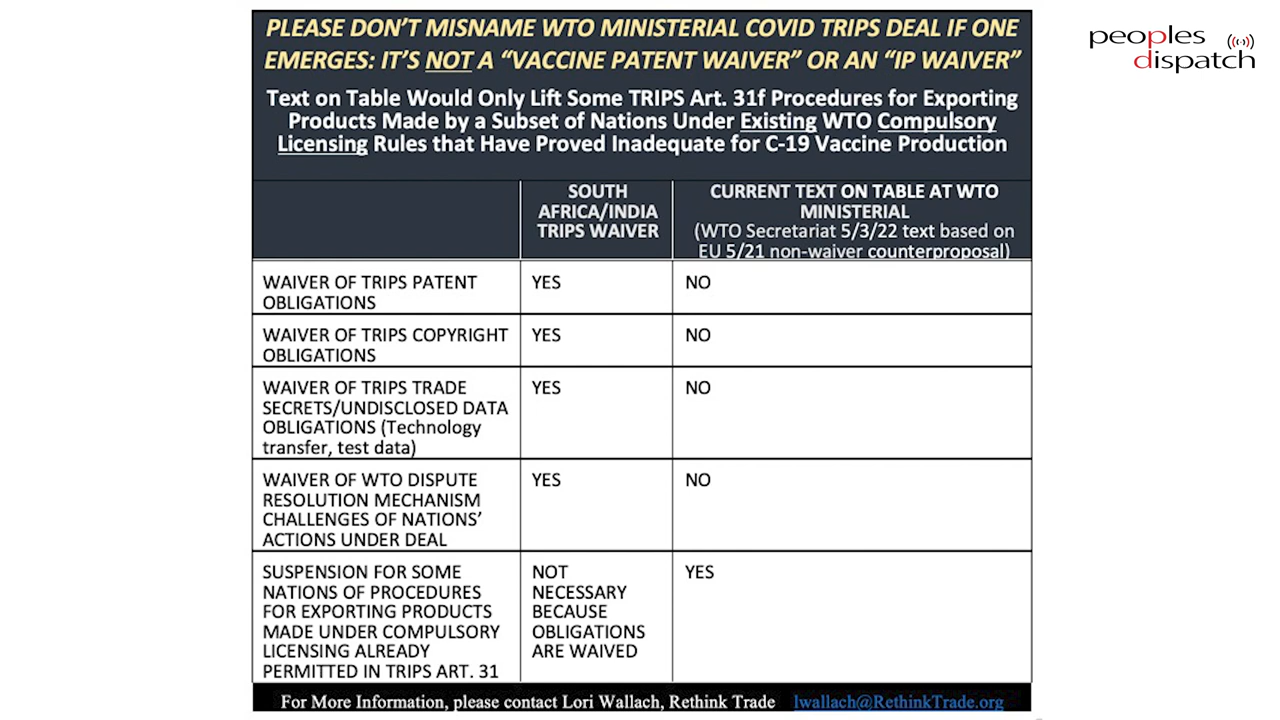 PLEASE DON'T MISNAME WTO MINISTERIAL COVID TRIPS DEAL IF ONE
EMERGES: IT'S NOT A “VACCINE PATENT WAIVER” OR AN “IP WAIVER”
Text on Table Would Only Lift Some TRIPS Art. 31f Procedures for Exporting
Products Made by a Subset of Nations Under Existing WTO Compulsory
Licensing Rules that Have Proved Inadequate for C-19 Vaccine Production
peoples
dispatch
SOUTH
AFRICA/INDIA
TRIPS WAIVER
CURRENT TEXT ON TABLE AT WTO
MINISTERIAL
(WTO Secretariat 5/3/22 text based on
EU 5/21 non-waiver counterproposal)
WAIVER OF TRIPS PATENT
OBLIGATIONS
YES
NO
WAIVER OF TRIPS COPYRIGHT
OBLIGATIONS
YES
NO
WAIVER OF TRIPS TRADE
SECRETS/UNDISCLOSED DATA
OBLIGATIONS (Technology
transfer, test data)
YES
NO
WAIVER OF WTO DISPUTE
RESOLUTION MECHANISM
CHALLENGES OF NATIONS'
ACTIONS UNDER DEAL
YES
NO
SUSPENSION FOR SOME
NATIONS OF PROCEDURES
FOR EXPORTING PRODUCTS
MADE UNDER COMPULSORY
LICENSING ALREADY
PERMITTED IN TRIPS ART. 31
NOT
NECESSARY
BECAUSE
OBLIGATIONS
ARE WAIVED
YES
For More Information, please contact Lori Wallach, Rethink Trade lwallach@RethinkTrade.org